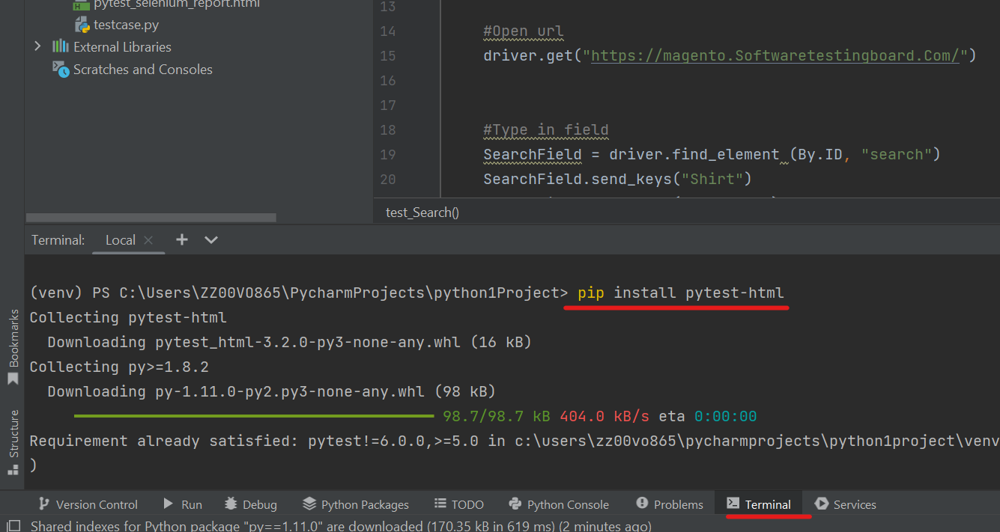 pytest_selenium_report.html
testcase.py
External Libraries
Scratches and Consoles
13
14 #Open url
15 driver.get("https://magento.Softwaretestingboard.Com/")
16
17
18 #Type in field
19 SearchField = driver.find_element (By.ID, "search")
20 SearchField.send_keys("Shirt")
test_Search()
Terminal: Local
(venv) PS C:\Users\ZZ00VO865\PycharmProjects\python1Project> pip install pytest-html
Collecting pytest-html
Downloading pytest_html-3.2.0-py3-none-any.whl (16 kB)
Collecting py>=1.8.2
Downloading py-1.11.0-py2.py3-none-any.whl (98 kB)
98.7/98.7 kB 404.0 kB/s eta 0:00:00
Requirement already satisfied: pytest!=6.0.0,>=5.0 in c:\users\zz00vo865\pycharmprojects\python1project\venv
)
Bookmarks
Structure
Version Control Run Debug Python Packages TODO Python Console Problems Terminal Services
Shared indexes for Python package "py==1.11.0" are downloaded (170.35 kB in 619 ms) (2 minutes ago)